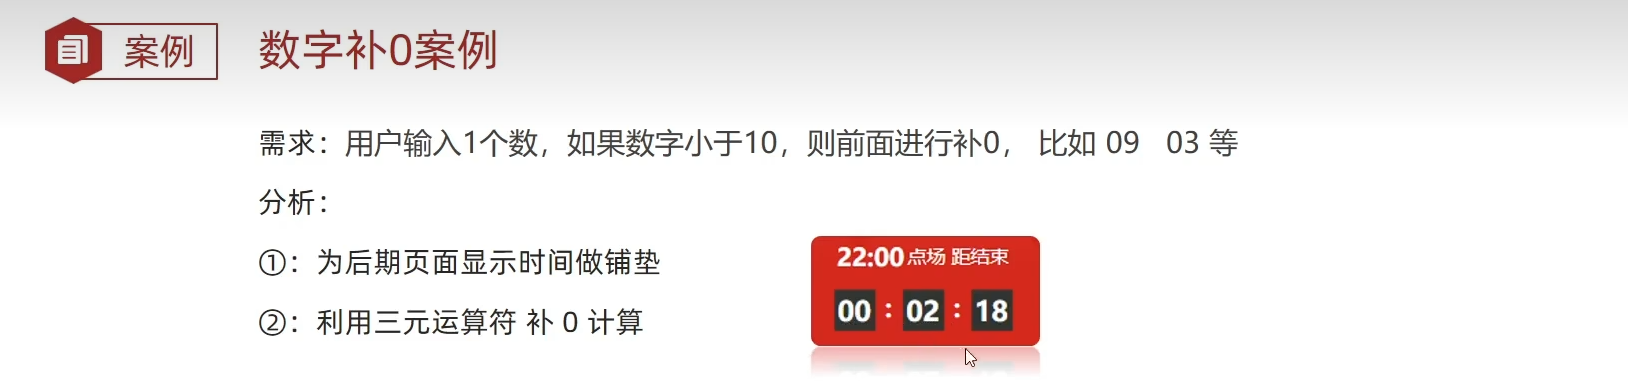 案例
数字补0案例
需求：用户输入1个数，如果数字小于10，则前面进行补0， 比如 09 03 等
分析：
①：为后期页面显示时间做铺垫
②：利用三元运算符 补 0 计算
22:00 点场 距结束
00 : 02 : 18